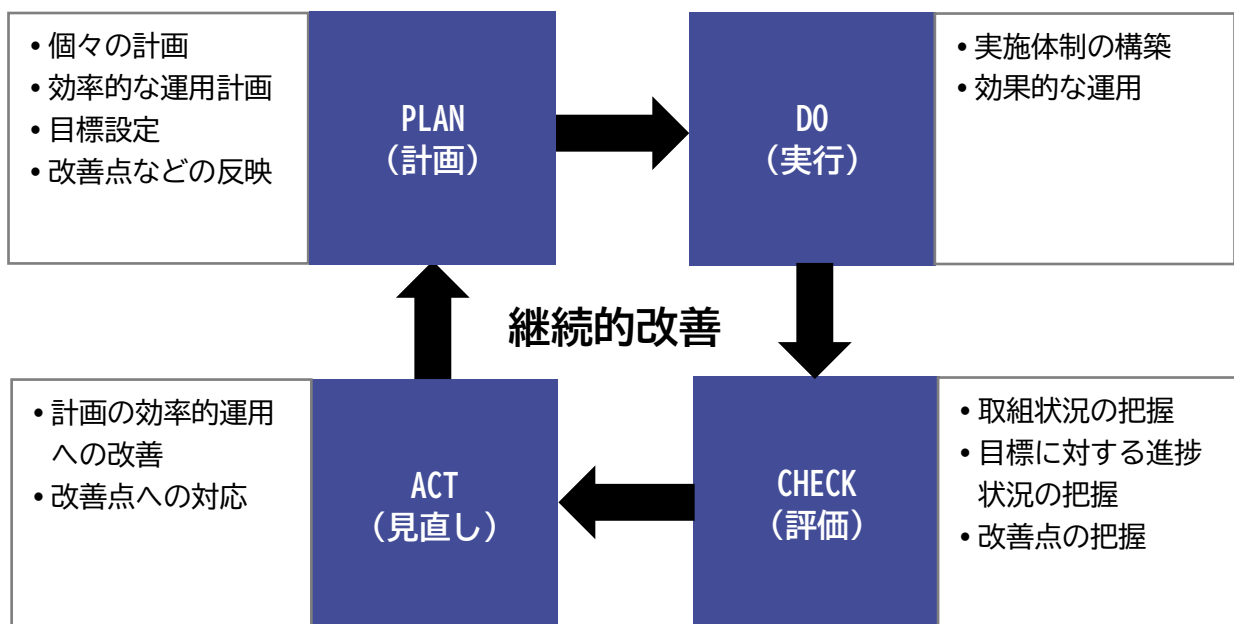 • 個々の計画
• 効率的な運用計画
• 目標設定
• 改善点などの反映
PLAN
（計画）
DO
（実行）
• 実施体制の構築
• 効果的な運用
継続的改善
• 計画の効率的運用
への改善
• 改善点への対応
ACT
（見直し）
CHECK
（評価）
• 取組状況の把握
• 目標に対する進捗
状況の把握
• 改善点の把握